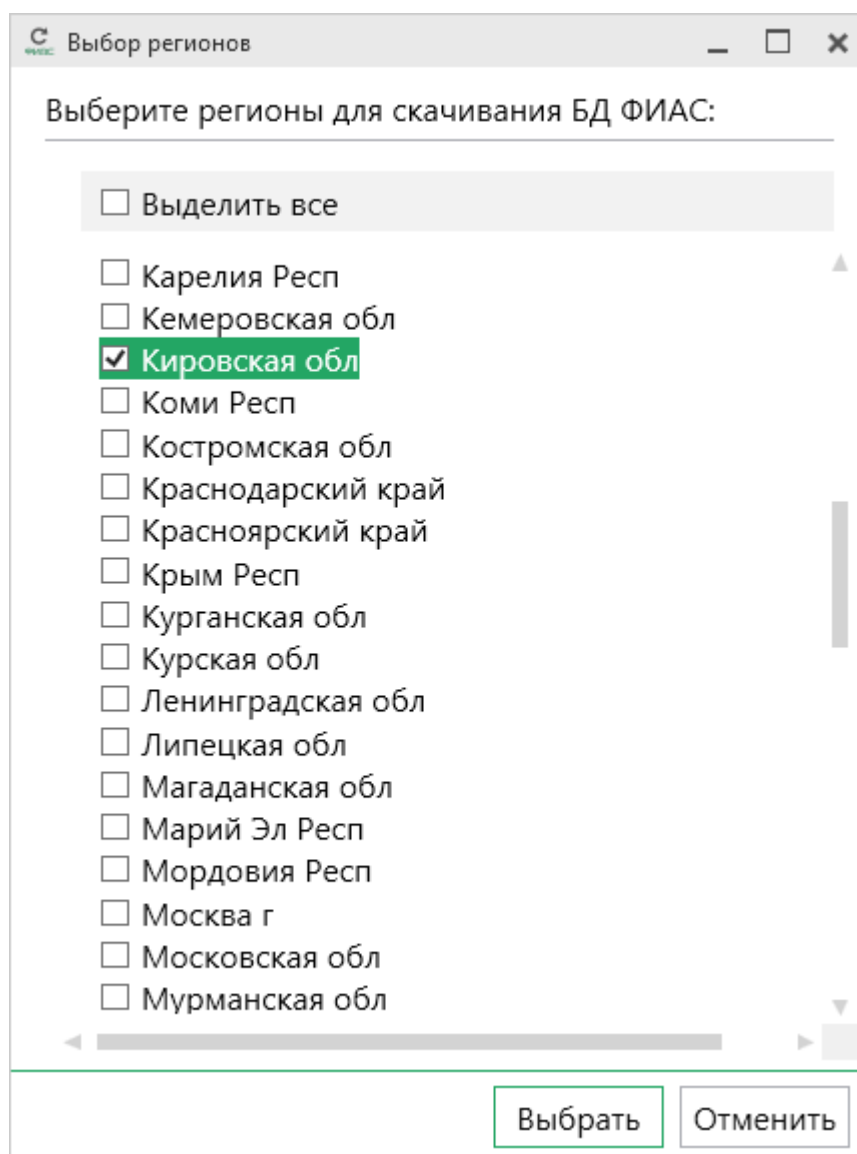 ФИАС Выбор регионов
Выберите регионы для скачивания БД ФИАС:
Выделить все
Карелия Респ
Кемеровская обл
Кировская обл
Коми Респ
Костромская обл
Краснодарский край
Красноярский край
Крым Респ
Курганская обл
Курская обл
Ленинградская обл
Липецкая обл
Магаданская обл
Марий Эл Респ
Мордовия Респ
Москва г
Московская обл
Мурманская обл
Выбрать Отменить